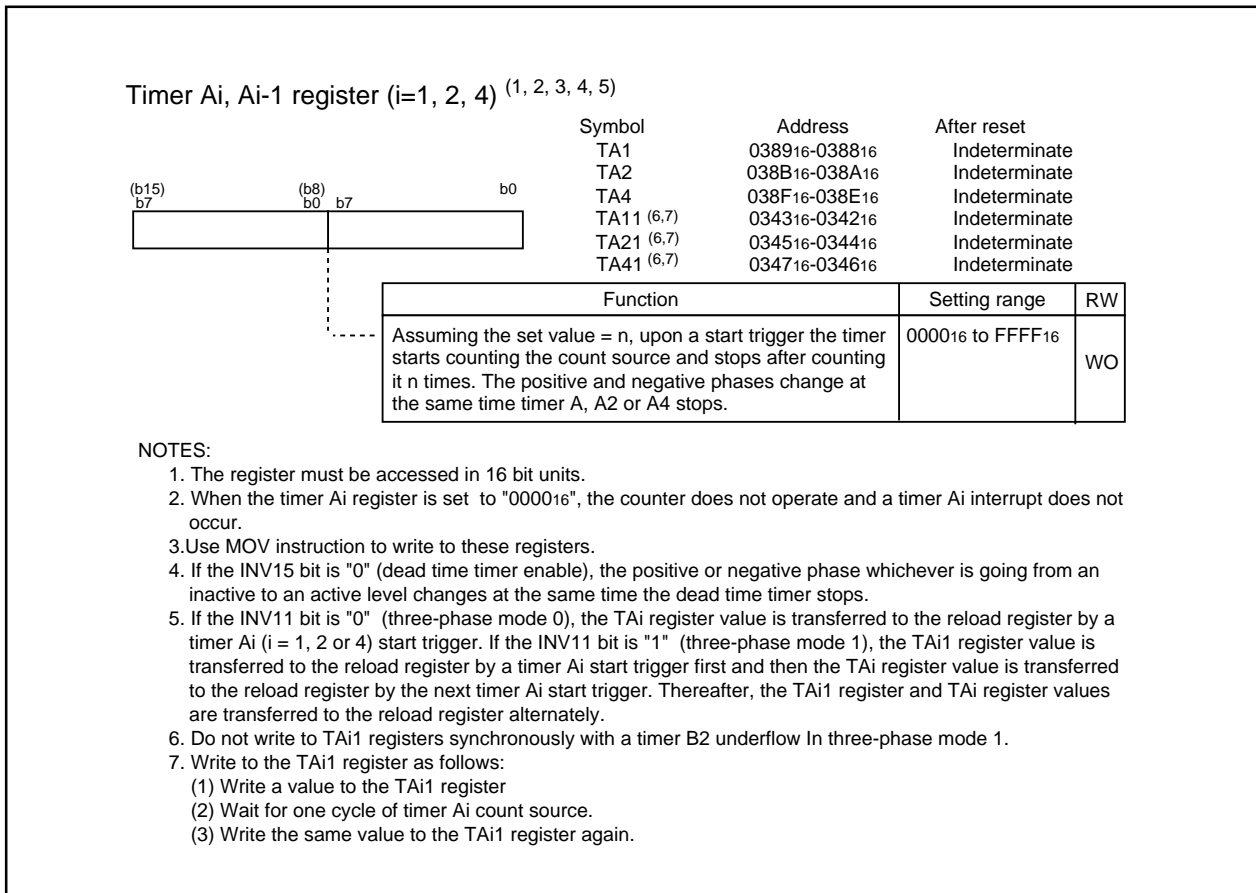 Timer Ai, Ai-1 register (i=1, 2, 4) (1, 2, 3, 4, 5)
Symbol Address After reset
TA1 038916-038816 Indeterminate
TA2 038B16-038A16 Indeterminate
TA4 038F16-038E16 Indeterminate
TA11 (6,7) 034316-034216 Indeterminate
TA21 (6,7) 034516-034416 Indeterminate
TA41 (6,7) 034716-034616 Indeterminate
(b15) (b8)
b7 b0 b7 b0
Function Setting range RW
Assuming the set value = n, upon a start trigger the timer 000016 to FFFF16
starts counting the count source and stops after counting
it n times. The positive and negative phases change at
the same time timer A, A2 or A4 stops.
WO
NOTES:
1. The register must be accessed in 16 bit units.
2. When the timer Ai register is set to "000016", the counter does not operate and a timer Ai interrupt does not
occur.
3.Use MOV instruction to write to these registers.
4. If the INV15 bit is "0" (dead time timer enable), the positive or negative phase whichever is going from an
inactive to an active level changes at the same time the dead time timer stops.
5. If the INV11 bit is "0" (three-phase mode 0), the TAi register value is transferred to the reload register by a
timer Ai (i = 1, 2 or 4) start trigger. If the INV11 bit is "1" (three-phase mode 1), the TAi1 register value is
transferred to the reload register by a timer Ai start trigger first and then the TAi register value is transferred
to the reload register by the next timer Ai start trigger. Thereafter, the TAi1 register and TAi register values
are transferred to the reload register alternately.
6. Do not write to TAi1 registers synchronously with a timer B2 underflow In three-phase mode 1.
7. Write to the TAi1 register as follows:
(1) Write a value to the TAi1 register
(2) Wait for one cycle of timer Ai count source.
(3) Write the same value to the TAi1 register again.